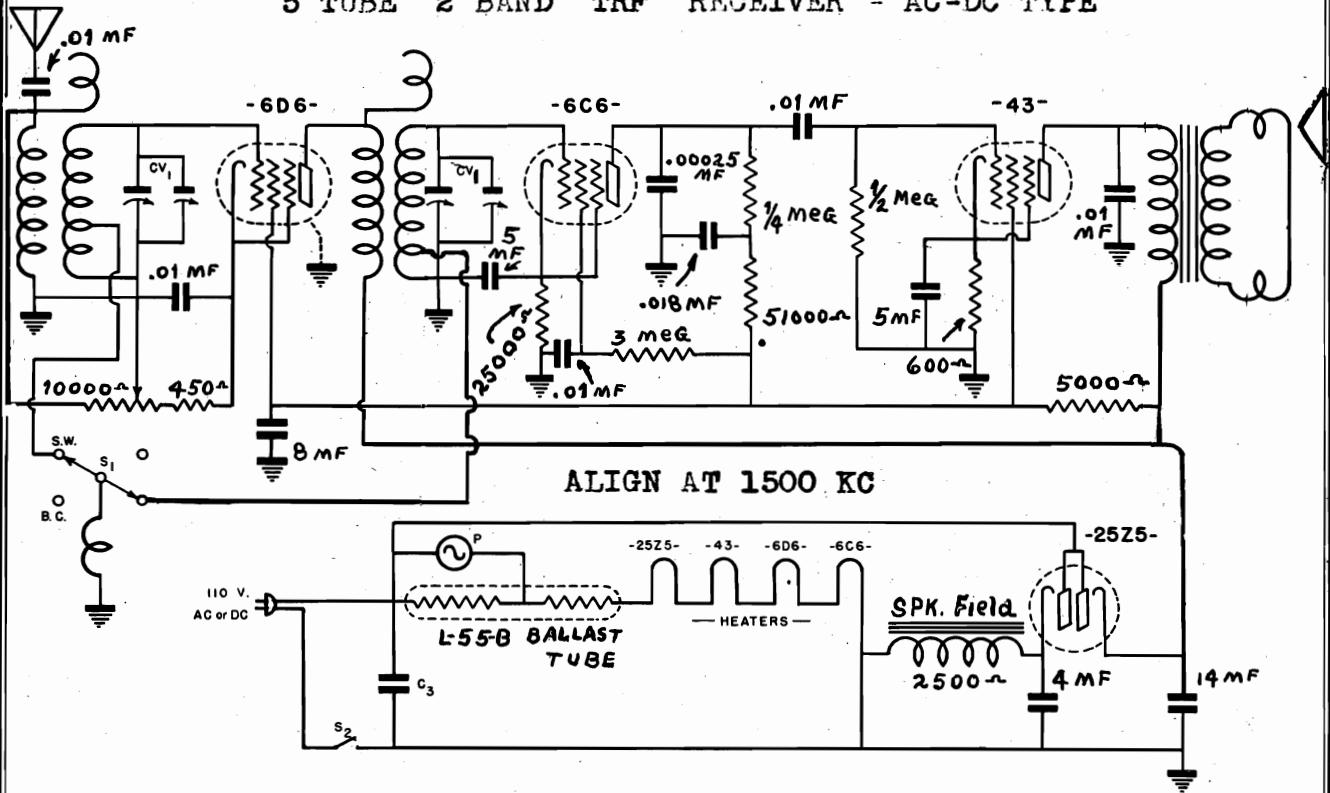 5 TUBE 2 BAND TRF RECEIVER - AC-DC TYPE
.01 MF
-6D6-
-6C6-
.01 MF
-43-
CV1
CV1
.00025 MF
1/4 MEG
1/2 MEG
.01 MF
.01 MF
5 MF
.018 MF
51000Ω
5MF
600Ω
25000Ω
3 MEG
.01 MF
10000Ω
450Ω
5000Ω
8 MF
S.W.
S1
B.C.
ALIGN AT 1500 KC
P
-25Z5-
-43-
-6D6-
-6C6-
-25Z5-
110 V.
AC or DC
L-55-B BALLAST
TUBE
— HEATERS —
SPK. Field
2500Ω
4 MF
14 MF
C3
S2